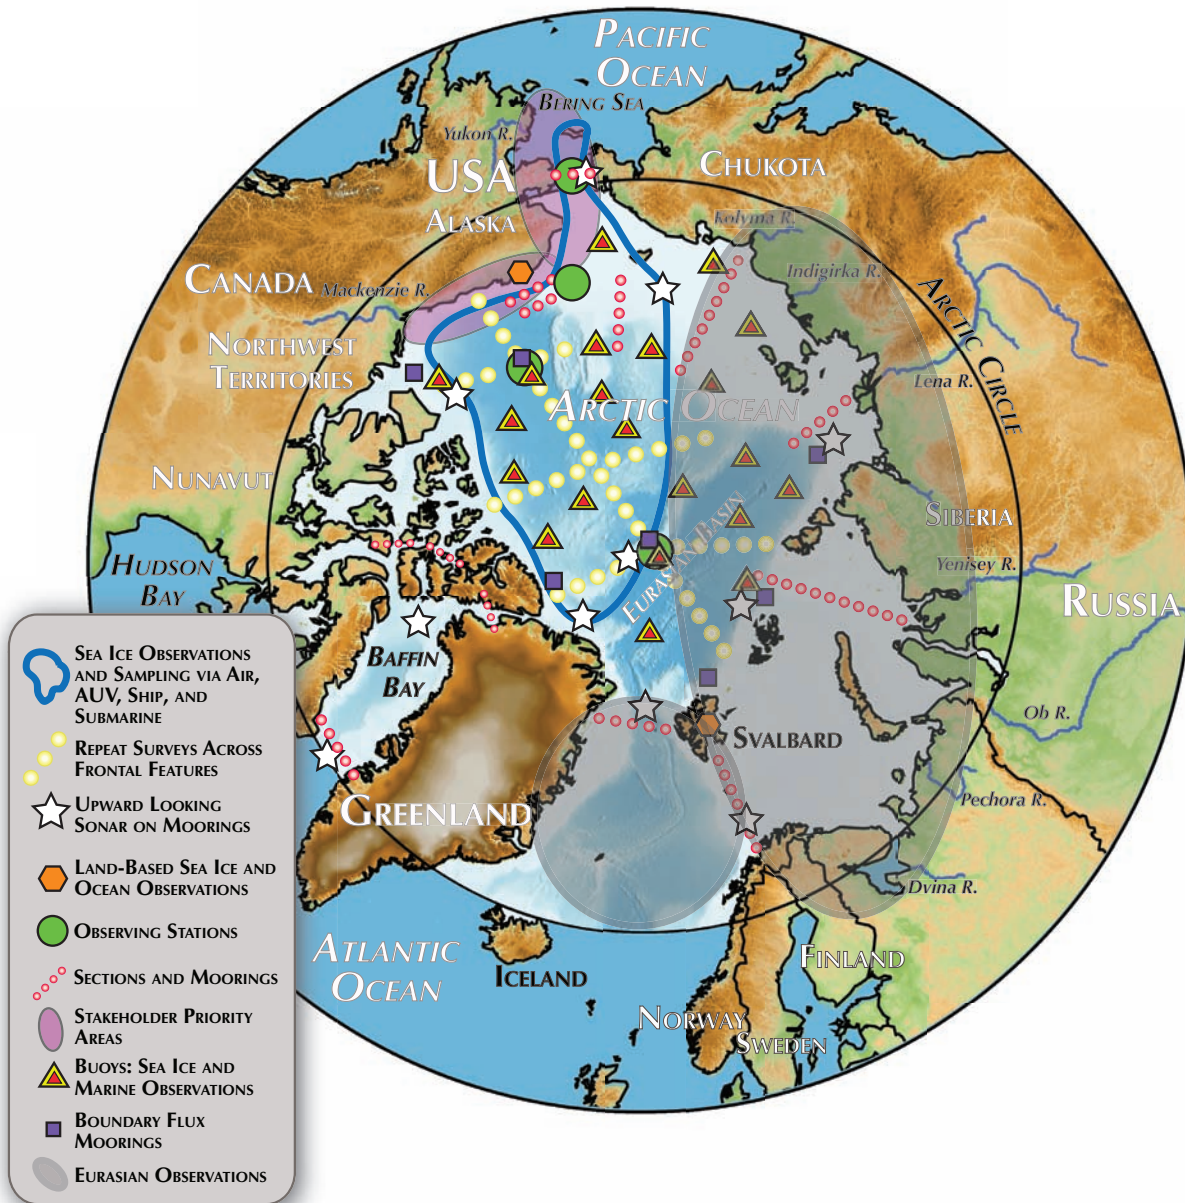 Pacific
Ocean
Bering Sea
Yukon R.
USA
Alaska
Chukota
Kolyma R.
Indigirka R.
Canada
Mackenzie R.
Arctic Circle
Northwest
Territories
Lena R.
Arctic Ocean
Nunavut
Siberia
Eurasian Basin
Yenisey R.
Hudson
Bay
Russia
Baffin
Bay
Ob R.
Svalbard
Pechora R.
Greenland
Dvina R.
Atlantic
Ocean
Iceland
Finland
Norway
Sweden
Sea Ice Observations
and Sampling via Air,
AUV, Ship, and
Submarine
Repeat Surveys Across
Frontal Features
Upward Looking
Sonar on Moorings
Land-Based Sea Ice and
Ocean Observations
Observing Stations
Sections and Moorings
Stakeholder Priority
Areas
Buoys: Sea Ice and
Marine Observations
Boundary Flux
Moorings
Eurasian Observations